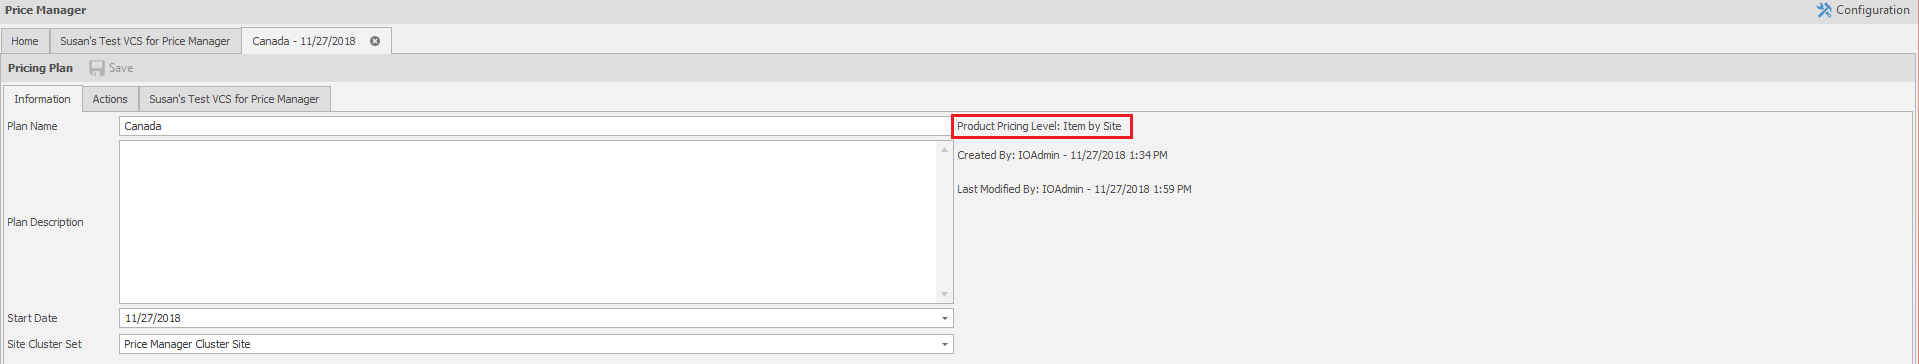 Price Manager
Configuration
Home
Susan's Test VCS for Price Manager
Canada - 11/27/2018
Pricing Plan
Save
Information
Actions
Susan's Test VCS for Price Manager
Plan Name
Canada
Product Pricing Level: Item by Site
Created By: IOAdmin - 11/27/2018 1:34 PM
Last Modified By: IOAdmin - 11/27/2018 1:59 PM
Plan Description
Start Date
11/27/2018
Site Cluster Set
Price Manager Cluster Site